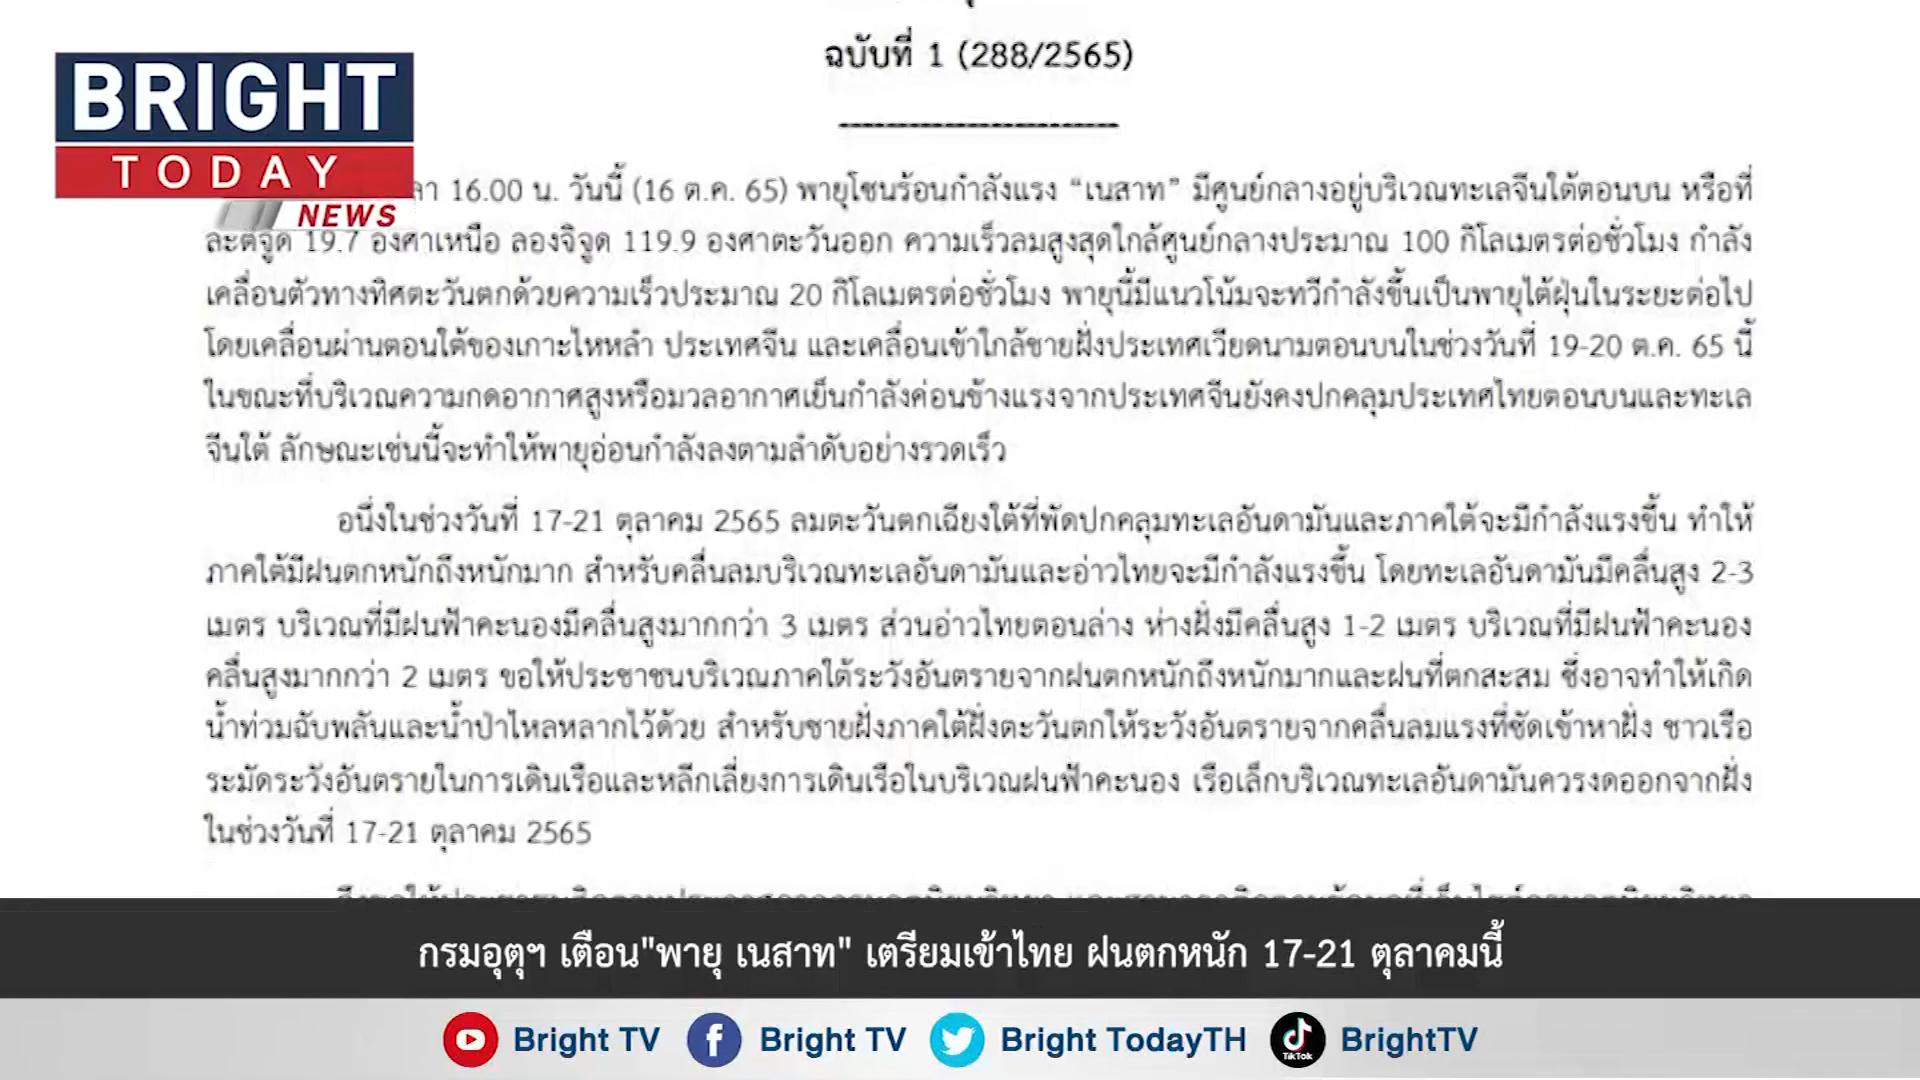 ฉบับที่ 1 (288/2565)
BRIGHT
TODAY
NEWS
16.00 น. วันนี้ (16 ต.ค. 65) พายุโซนร้อนกำลังแรง “เนสาท” มีศูนย์กลางอยู่บริเวณทะเลจีนใต้ตอนบน หรือที่
ละติจูด 19.7 องศาเหนือ ลองจิจูด 119.9 องศาตะวันออก ความเร็วลมสูงสุดใกล้ศูนย์กลางประมาณ 100 กิโลเมตรต่อชั่วโมง กำลัง
เคลื่อนตัวทางทิศตะวันตกด้วยความเร็วประมาณ 20 กิโลเมตรต่อชั่วโมง พายุนี้มีแนวโน้มจะทวีกำลังขึ้นเป็นพายุไต้ฝุ่นในระยะต่อไป
โดยเคลื่อนผ่านตอนใต้ของเกาะไหหลำ ประเทศจีน และเคลื่อนเข้าใกล้ชายฝั่งประเทศเวียดนามตอนบนในช่วงวันที่ 19-20 ต.ค. 65 นี้
ในขณะที่บริเวณความกดอากาศสูงหรือมวลอากาศเย็นกำลังค่อนข้างแรงจากประเทศจีนยังคงปกคลุมประเทศไทยตอนบนและทะเล
จีนใต้ ลักษณะเช่นนี้จะทำให้พายุอ่อนกำลังลงตามลำดับอย่างรวดเร็ว
อนึ่งในช่วงวันที่ 17-21 ตุลาคม 2565 ลมตะวันตกเฉียงใต้ที่พัดปกคลุมทะเลอันดามันและภาคใต้จะมีกำลังแรงขึ้น ทำให้
ภาคใต้มีฝนตกหนักถึงหนักมาก สำหรับคลื่นลมบริเวณทะเลอันดามันและอ่าวไทยจะมีกำลังแรงขึ้น โดยทะเลอันดามันมีคลื่นสูง 2-3
เมตร บริเวณที่มีฝนฟ้าคะนองมีคลื่นสูงมากกว่า 3 เมตร ส่วนอ่าวไทยตอนล่าง ห่างฝั่งมีคลื่นสูง 1-2 เมตร บริเวณที่มีฝนฟ้าคะนอง
คลื่นสูงมากกว่า 2 เมตร ขอให้ประชาชนบริเวณภาคใต้ระวังอันตรายจากฝนตกหนักถึงหนักมากและฝนที่ตกสะสม ซึ่งอาจทำให้เกิด
น้ำท่วมฉับพลันและน้ำป่าไหลหลากไว้ด้วย สำหรับชายฝั่งภาคใต้ฝั่งตะวันตกให้ระวังอันตรายจากคลื่นลมแรงที่ซัดเข้าหาฝั่ง ชาวเรือ
ระมัดระวังอันตรายในการเดินเรือและหลีกเลี่ยงการเดินเรือในบริเวณฝนฟ้าคะนอง เรือเล็กบริเวณทะเลอันดามันควรงดออกจากฝั่ง
ในช่วงวันที่ 17-21 ตุลาคม 2565
กรมอุตุฯ เตือน"พายุ เนสาท" เตรียมเข้าไทย ฝนตกหนัก 17-21 ตุลาคมนี้
Bright TV Bright TV Bright TodayTH TikTok BrightTV